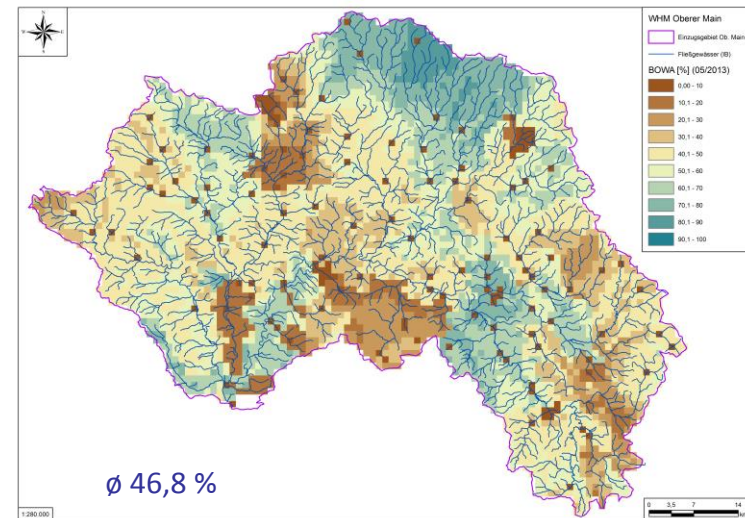 WHM Oberer Main
Einzugsgebiet Ob. Main
Fließgewässer (IB)
BOWA [%] (05/2013)
0,00 - 10
10,1 - 20
20,1 - 30
30,1 - 40
40,1 - 50
50,1 - 60
60,1 - 70
70,1 - 80
80,1 - 90
90,1 - 100
ø 46,8 %
1:280.000
0 3,5 7 14